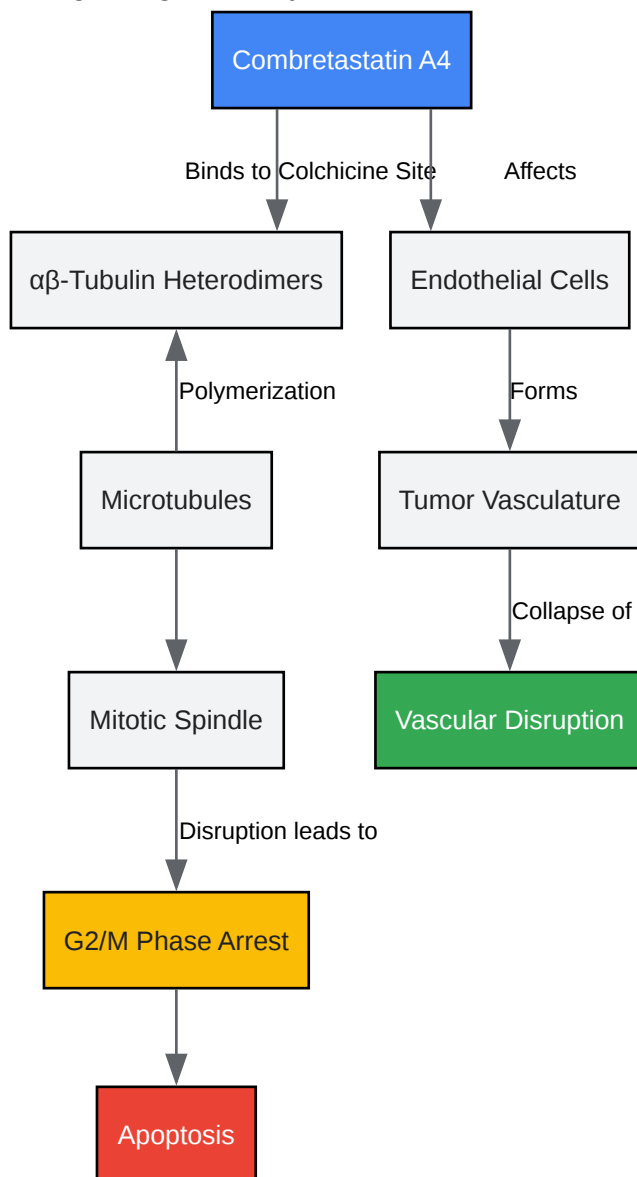 Combretastatin A4
Binds to Colchicine Site
Affects
αβ-Tubulin Heterodimers
Endothelial Cells
Polymerization
Forms
Microtubules
Tumor Vasculature
Collapse of
Mitotic Spindle
Vascular Disruption
Disruption leads to
G2/M Phase Arrest
Apoptosis